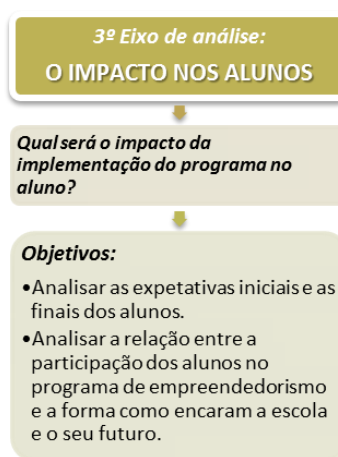 3º Eixo de análise:
O IMPACTO NOS ALUNOS
Qual será o impacto da
implementação do programa no
aluno?
Objetivos:
•Analisar as expetativas iniciais e as
finais dos alunos.
•Analisar a relação entre a
participação dos alunos no
programa de empreendedorismo
e a forma como encaram a escola
e o seu futuro.